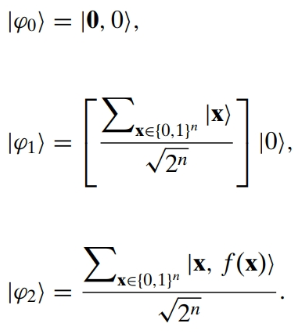 |φ₀⟩ = |𝟎, 0⟩,
|φ₁⟩ = [ ∑_{𝐱∈{0,1}ⁿ} |𝐱⟩ / √2ⁿ ] |0⟩,
|φ₂⟩ = ∑_{𝐱∈{0,1}ⁿ} |𝐱, f(𝐱)⟩ / √2ⁿ.